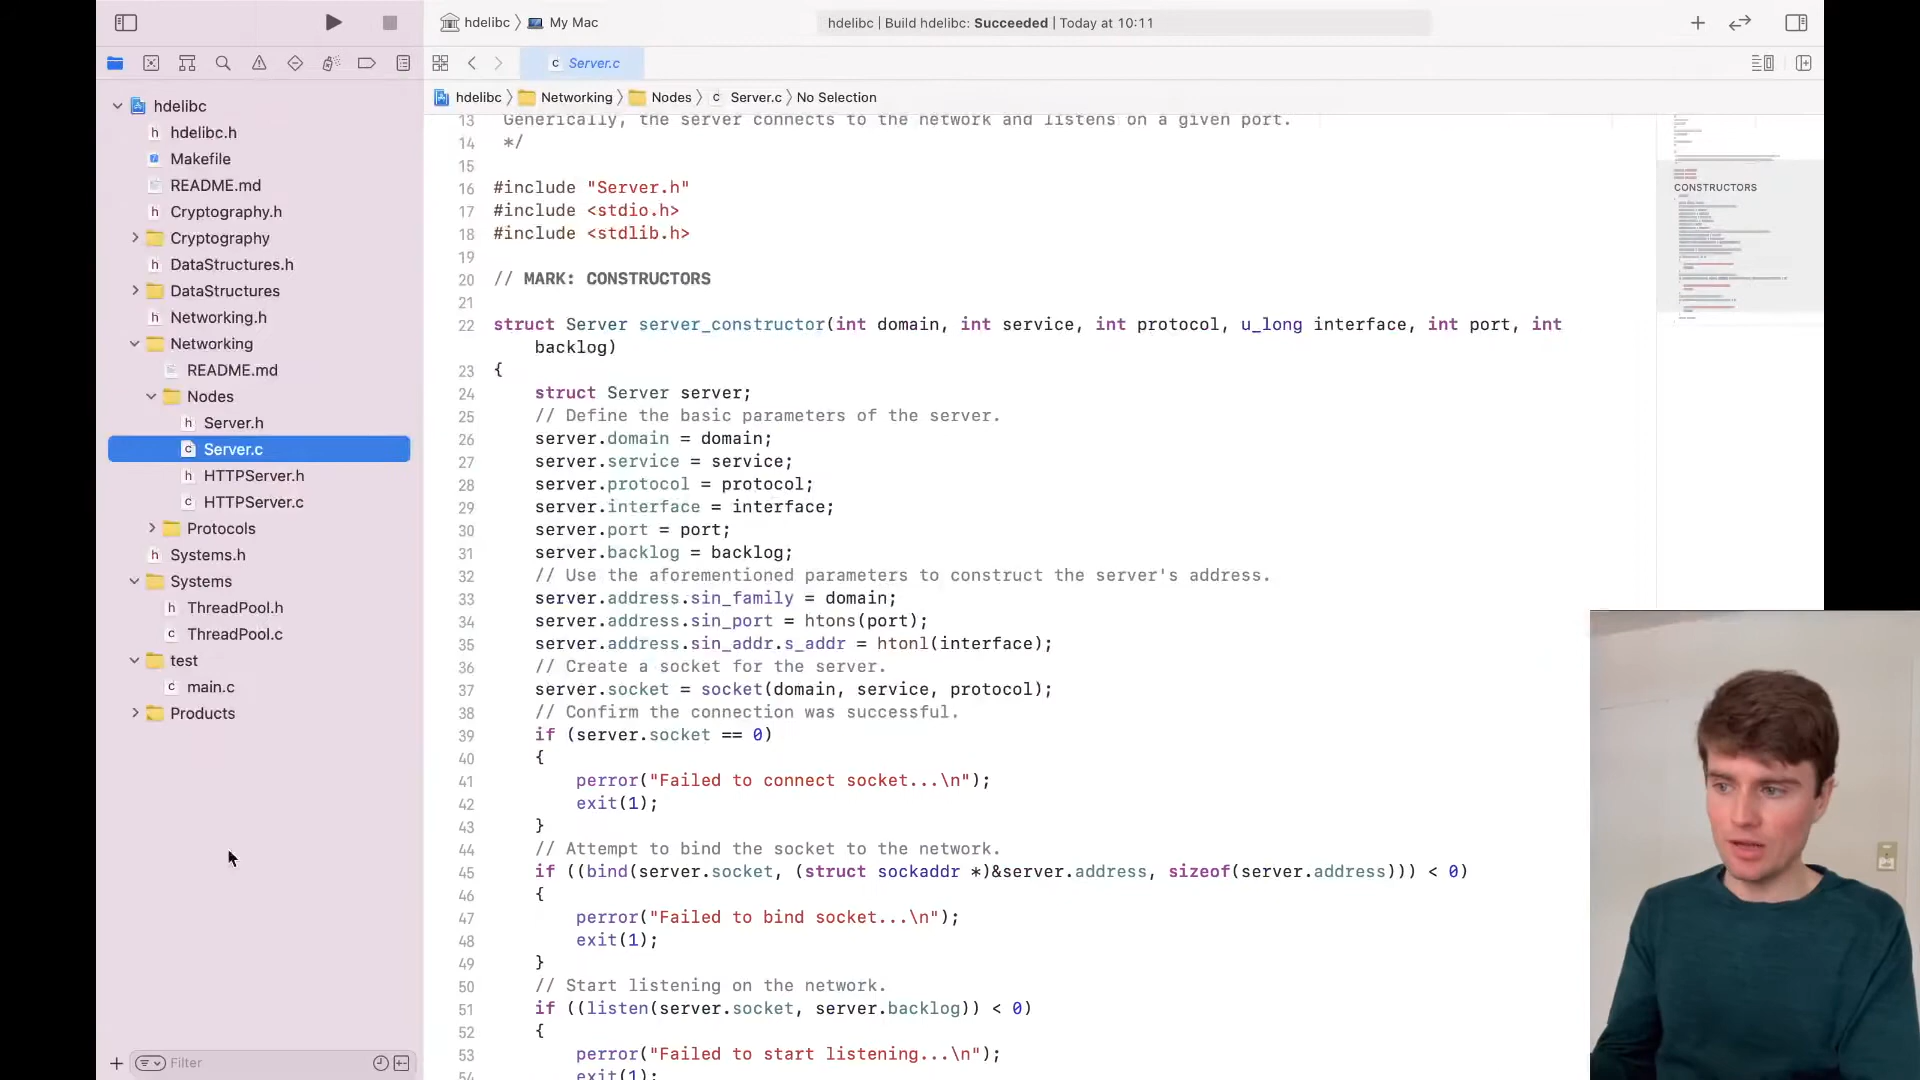 hdelibc
My Mac
hdelibc | Build hdelibc: Succeeded | Today at 10:11
Server.c
hdelibc
Networking
Nodes
Server.c
No Selection
hdelibc
hdelibc.h
Makefile
README.md
Cryptography.h
Cryptography
DataStructures.h
DataStructures
Networking.h
Networking
README.md
Nodes
Server.h
Server.c
HTTPServer.h
HTTPServer.c
Protocols
Systems.h
Systems
ThreadPool.h
ThreadPool.c
test
main.c
Products
Filter
13 Generically, the server connects to the network and listens on a given port.
14 */
15
16 #include "Server.h"
17 #include <stdio.h>
18 #include <stdlib.h>
19
20 // MARK: CONSTRUCTORS
21
22 struct Server server_constructor(int domain, int service, int protocol, u_long interface, int port, int
backlog)
23 {
24 struct Server server;
25 // Define the basic parameters of the server.
26 server.domain = domain;
27 server.service = service;
28 server.protocol = protocol;
29 server.interface = interface;
30 server.port = port;
31 server.backlog = backlog;
32 // Use the aforementioned parameters to construct the server's address.
33 server.address.sin_family = domain;
34 server.address.sin_port = htons(port);
35 server.address.sin_addr.s_addr = htonl(interface);
36 // Create a socket for the server.
37 server.socket = socket(domain, service, protocol);
38 // Confirm the connection was successful.
39 if (server.socket == 0)
40 {
41 perror("Failed to connect socket...\n");
42 exit(1);
43 }
44 // Attempt to bind the socket to the network.
45 if ((bind(server.socket, (struct sockaddr *)&server.address, sizeof(server.address))) < 0)
46 {
47 perror("Failed to bind socket...\n");
48 exit(1);
49 }
50 // Start listening on the network.
51 if ((listen(server.socket, server.backlog)) < 0)
52 {
53 perror("Failed to start listening...\n");
54 exit(1);
CONSTRUCTORS